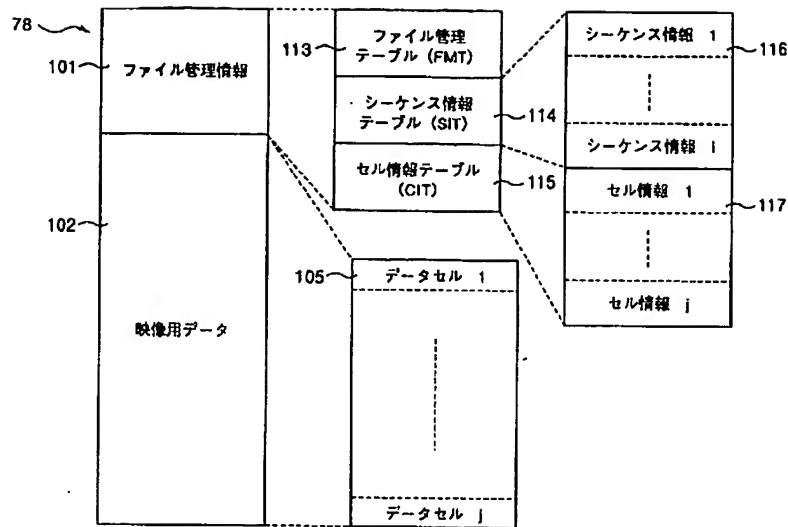 78
101
ファイル管理情報
102
映像用データ
113
ファイル管理
テーブル (FMT)
シーケンス情報
テーブル (SIT)
114
セル情報テーブル
(CIT)
115
105
データセル 1
データセル j
シーケンス情報 1
116
シーケンス情報 i
セル情報 1
117
セル情報 j